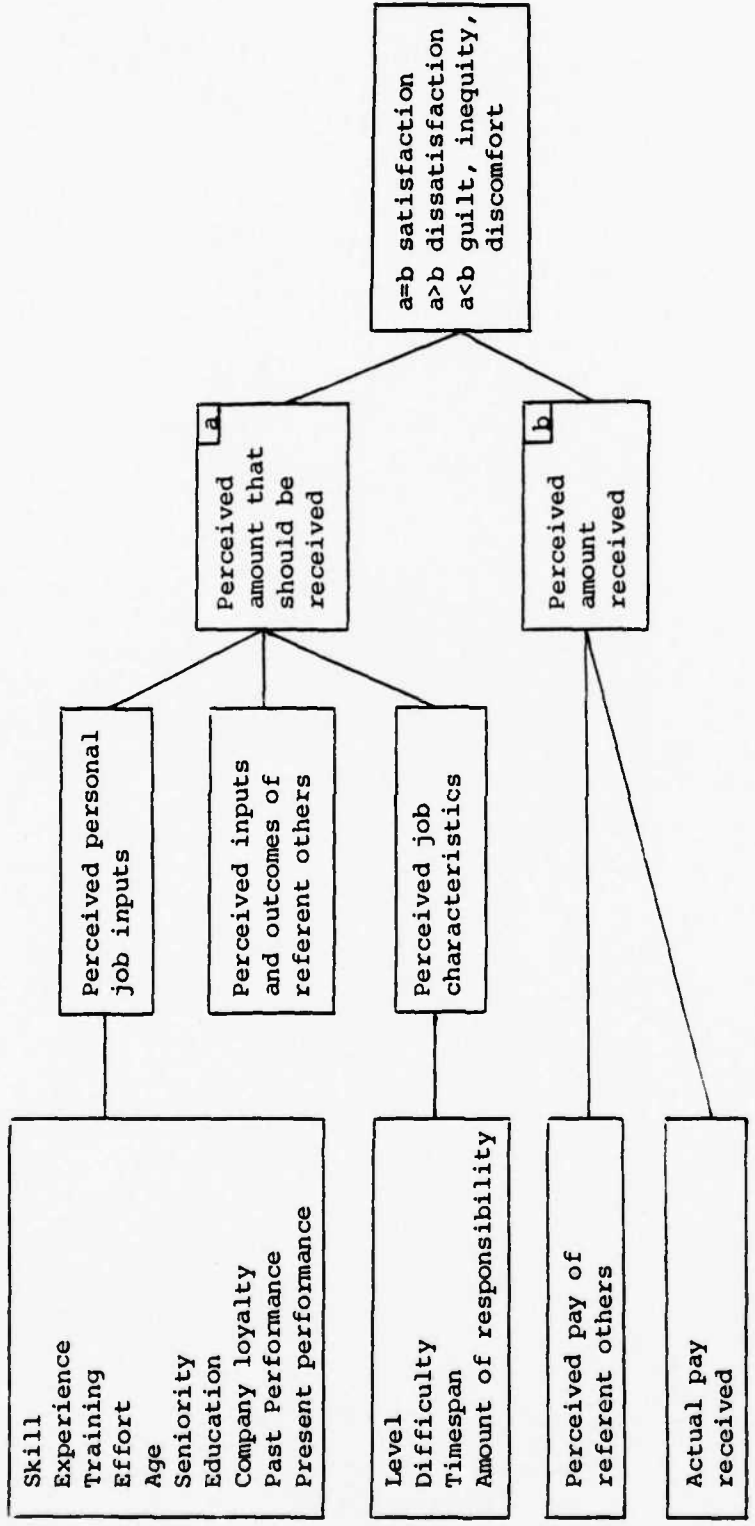 Skill
Experience
Training
Effort
Age
Seniority
Education
Company loyalty
Past Performance
Present performance
Level
Difficulty
Timespan
Amount of responsibility
Perceived pay of
referent others
Actual pay
received
Perceived personal
job inputs
Perceived inputs
and outcomes of
referent others
Perceived job
characteristics
a
Perceived
amount that
should be
received
b
Perceived
amount
received
a=b satisfaction
a>b dissatisfaction
a<b guilt, inequity,
discomfort